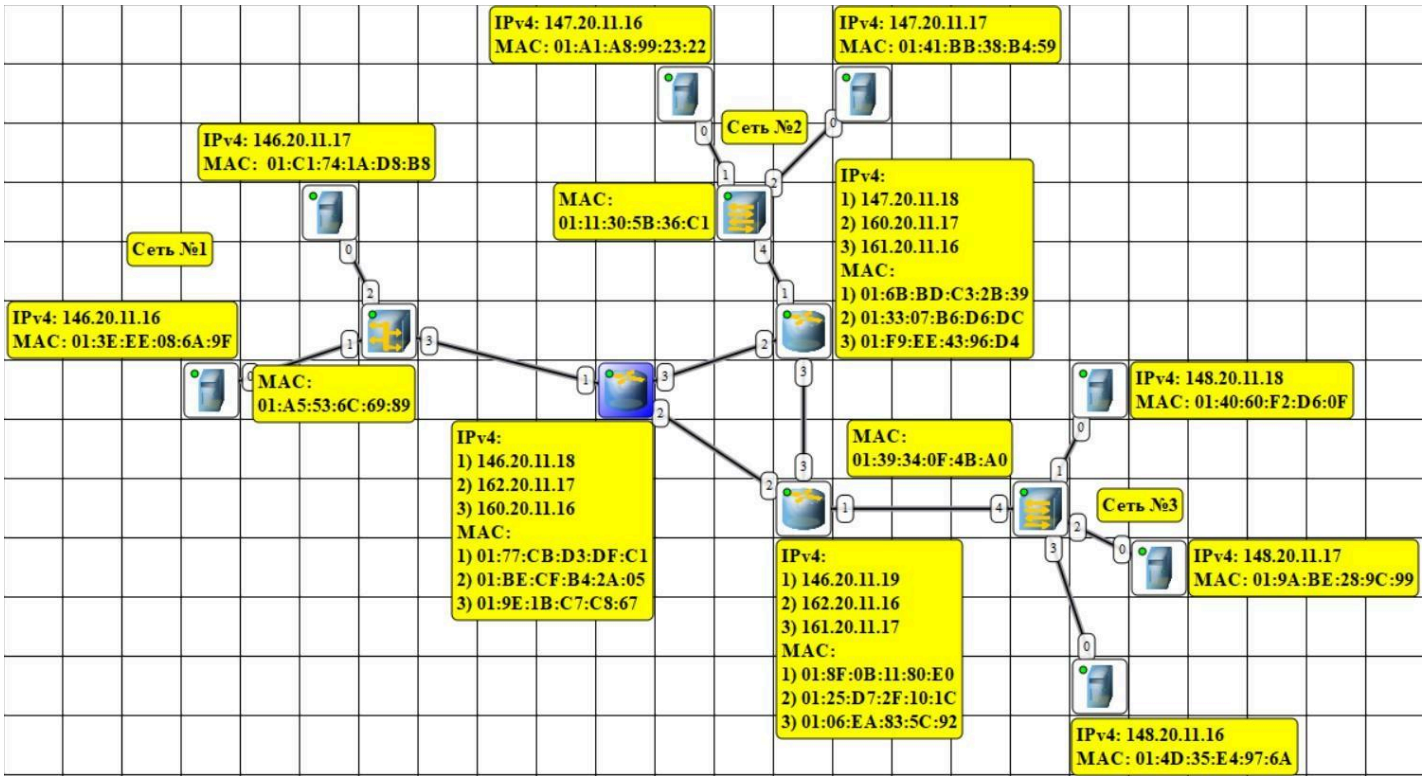 IPv4: 147.20.11.16
MAC: 01:A1:A8:99:23:22
0
1
IPv4: 147.20.11.17
MAC: 01:41:BB:38:B4:59
0
2
Сеть №2
MAC:
01:11:30:5B:36:C1
4
1
IPv4: 146.20.11.17
MAC: 01:C1:74:1A:D8:B8
0
2
Сеть №1
IPv4: 146.20.11.16
MAC: 01:3E:EE:08:6A:9F
0
1
3
MAC:
01:A5:53:6C:69:89
IPv4:
1) 147.20.11.18
2) 160.20.11.17
3) 161.20.11.16
MAC:
1) 01:6B:BD:C3:2B:39
2) 01:33:07:B6:D6:DC
3) 01:F9:EE:43:96:D4
1
3
2
2
3
3
IPv4:
1) 146.20.11.18
2) 162.20.11.17
3) 160.20.11.16
MAC:
1) 01:77:CB:D3:DF:C1
2) 01:BE:CF:B4:2A:05
3) 01:9E:1B:C7:C8:67
2
1
4
IPv4:
1) 146.20.11.19
2) 162.20.11.16
3) 161.20.11.17
MAC:
1) 01:8F:0B:11:80:E0
2) 01:25:D7:2F:10:1C
3) 01:06:EA:83:5C:92
MAC:
01:39:34:0F:4B:A0
IPv4: 148.20.11.18
MAC: 01:40:60:F2:D6:0F
0
1
Сеть №3
2
0
IPv4: 148.20.11.17
MAC: 01:9A:BE:28:9C:99
3
0
IPv4: 148.20.11.16
MAC: 01:4D:35:E4:97:6A